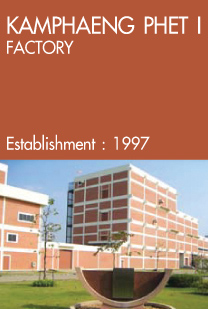 KAMPHAENG PHET I
FACTORY
Establishment : 1997